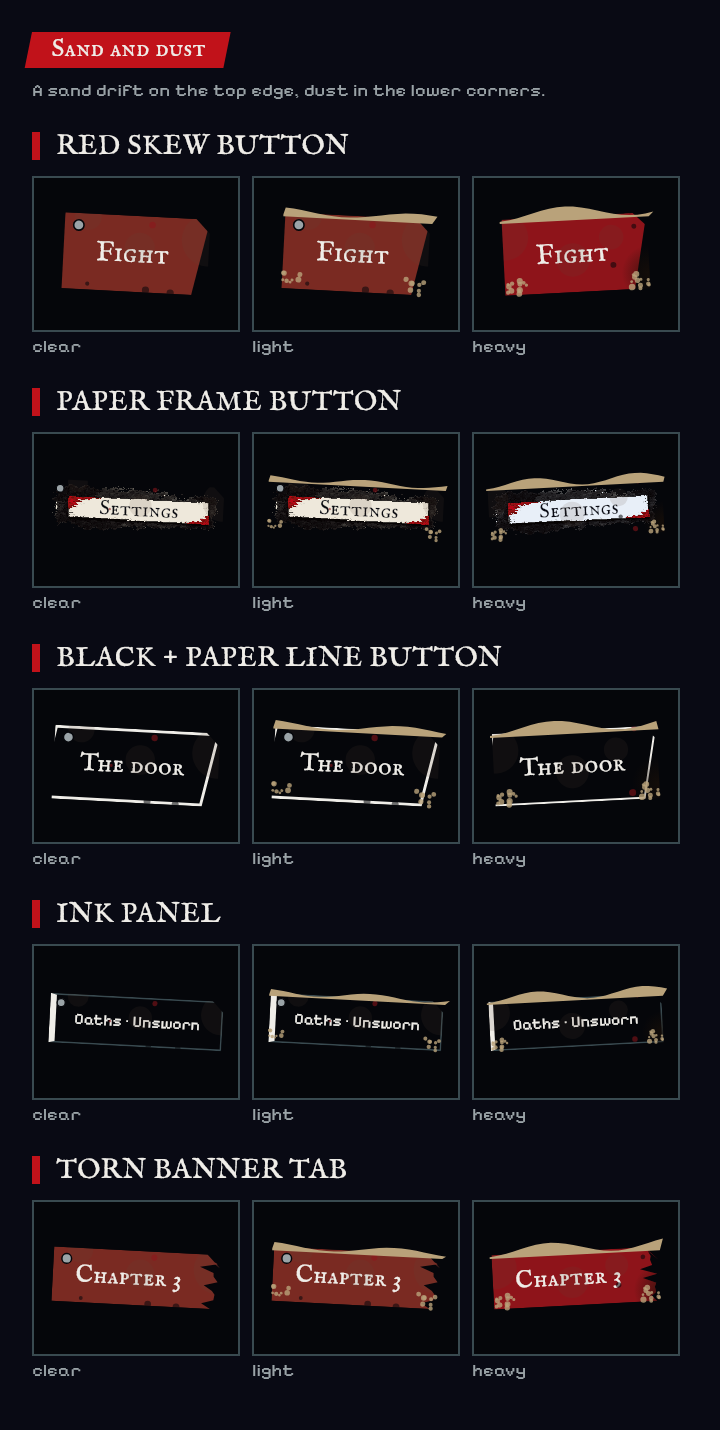 Sand and dust
A sand drift on the top edge, dust in the lower corners.
RED SKEW BUTTON
Fight
Fight
Fight
clear
light
heavy
PAPER FRAME BUTTON
Settings
Settings
Settings
clear
light
heavy
BLACK + PAPER LINE BUTTON
The door
The door
The door
clear
light
heavy
INK PANEL
Oaths · Unsworn
Oaths · Unsworn
Oaths · Unsworn
clear
light
heavy
TORN BANNER TAB
Chapter 3
Chapter 3
Chapter 3
clear
light
heavy